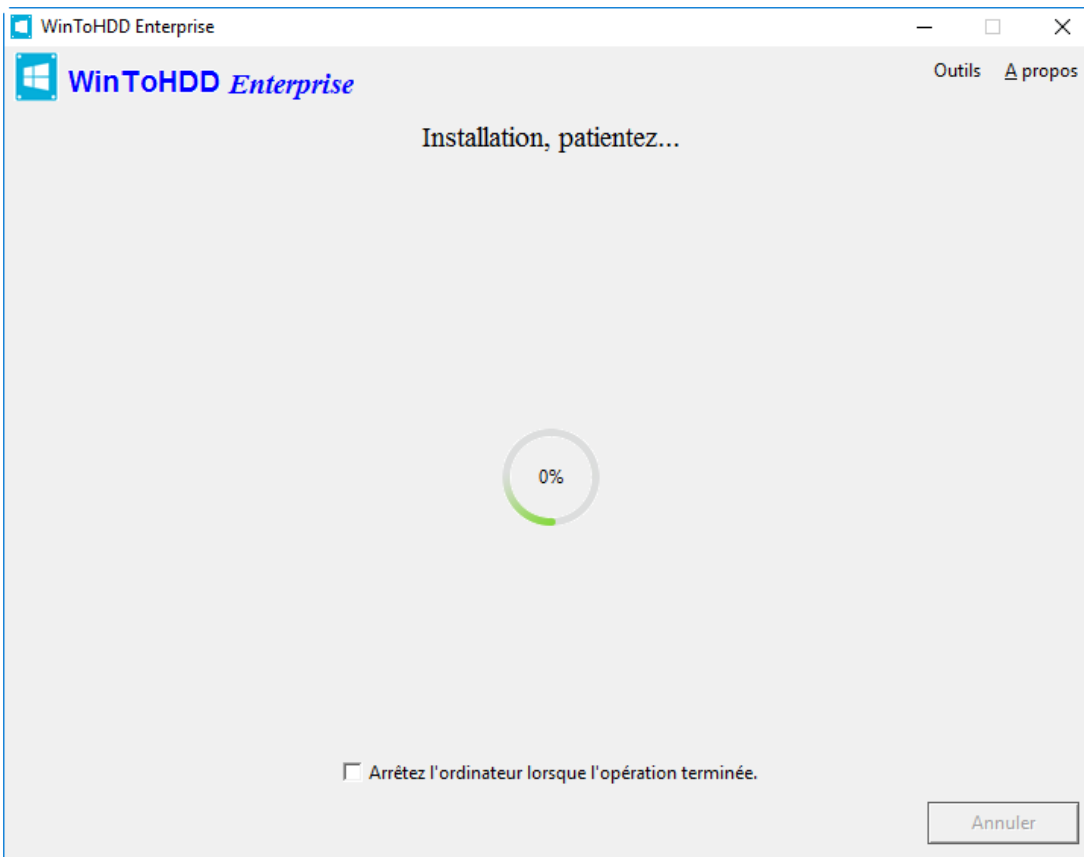 WinToHDD Enterprise
WinToHDD Enterprise
Outils A propos
Installation, patientez...
0%
Arrêtez l'ordinateur lorsque l'opération terminée.
Annuler